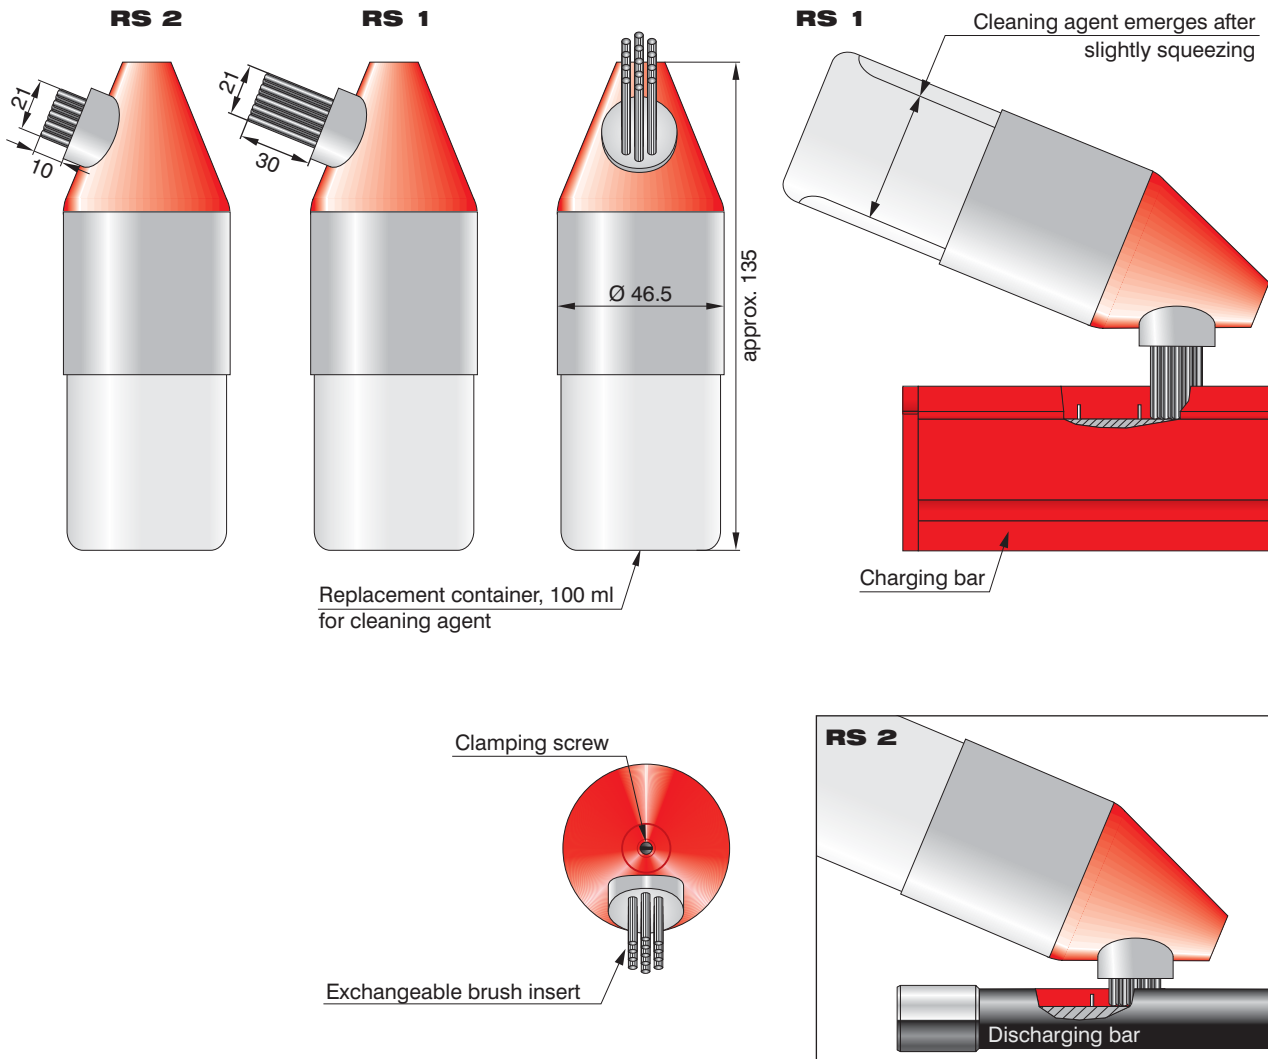 RS 2
RS 1
RS 1
Cleaning agent emerges after
slightly squeezing
21
10
21
30
Ø 46.5
approx. 135
Replacement container, 100 ml
for cleaning agent
Charging bar
Clamping screw
Exchangeable brush insert
RS 2
Discharging bar